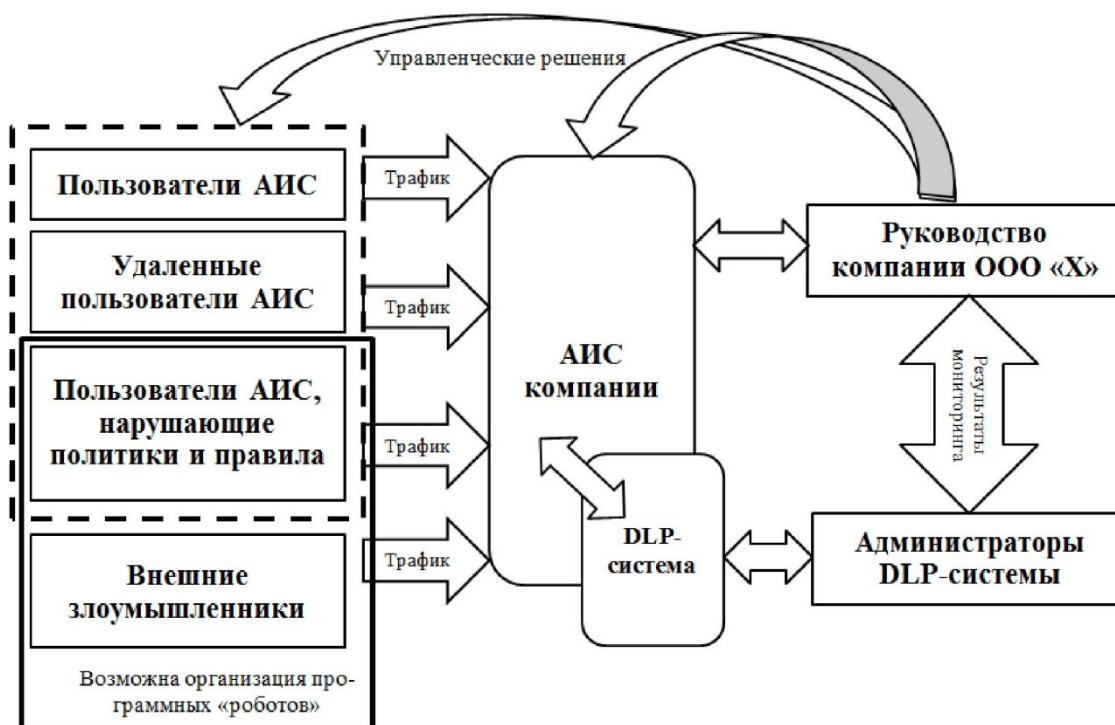 Управленческие решения
Пользователи АИС
Трафик
Удаленные
пользователи АИС
Трафик
Пользователи АИС,
нарушающие
политики и правила
Трафик
Внешние
злоумышленники
Трафик
Возможна организация про-
граммных «роботов»
АИС
компании
DLP-
система
Руководство
компании ООО «Х»
Результаты
мониторинга
Администраторы
DLP-системы